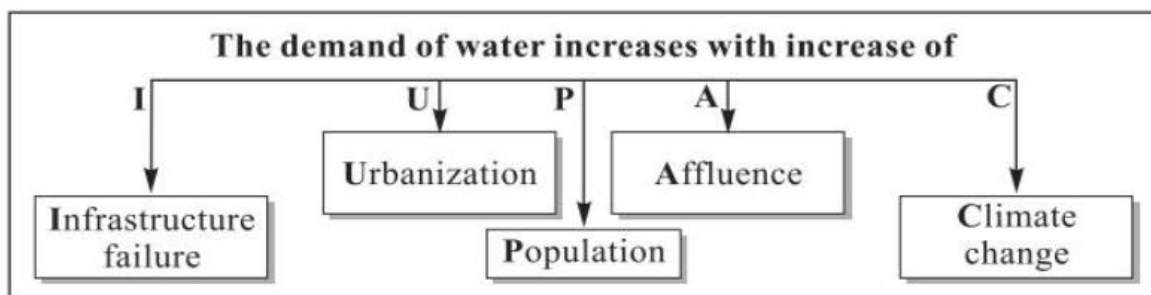 The demand of water increases with increase of
I
U
P
A
C
Urbanization
Affluence
Infrastructure
failure
Population
Climate
change